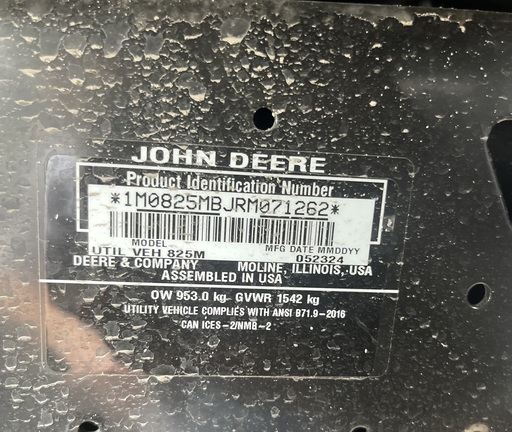 JOHN DEERE
Product Identification Number
*1M0825MBJRM071262*
MODEL MFG DATE MMDDYY
UTIL VEH 825M 052324
DEERE & COMPANY MOLINE, ILLINOIS, USA
ASSEMBLED IN USA
OW 953.0 kg GVWR 1542 kg
UTILITY VEHICLE COMPLIES WITH ANSI B71.9-2016
CAN ICES-2/NMB-2